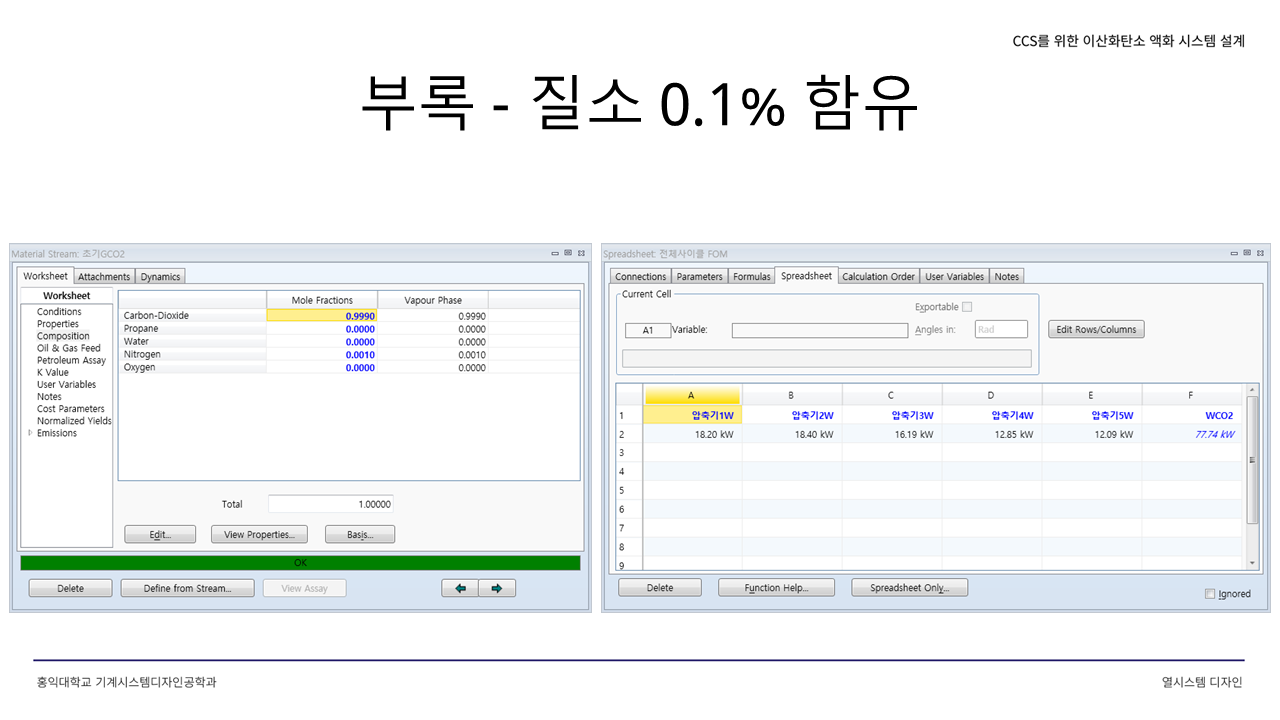 CCS를 위한 이산화탄소 액화 시스템 설계
부록 - 질소 0.1% 함유
Material Stream: 초기GCO2
Worksheet Attachments Dynamics
Worksheet
Conditions
Properties
Composition
Oil & Gas Feed
Petroleum Assay
K Value
User Variables
Notes
Cost Parameters
Normalized Yields
Emissions
Mole Fractions Vapour Phase
Carbon-Dioxide 0.9990 0.9990
Propane 0.0000 0.0000
Water 0.0000 0.0000
Nitrogen 0.0010 0.0010
Oxygen 0.0000 0.0000
Total 1.00000
Edit... View Properties... Basis...
OK
Delete Define from Stream... View Assay
Spreadsheet: 전체사이클 FOM
Connections Parameters Formulas Spreadsheet Calculation Order User Variables Notes
Current Cell
Exportable
A1 Variable: Angles in: Rad
Edit Rows/Columns
A B C D E F
1 압축기1W 압축기2W 압축기3W 압축기4W 압축기5W WCO2
2 18.20 kW 18.40 kW 16.19 kW 12.85 kW 12.09 kW 77.74 kW
3
4
5
6
7
8
9
Delete Function Help... Spreadsheet Only... Ignored
홍익대학교 기계시스템디자인공학과
열시스템 디자인